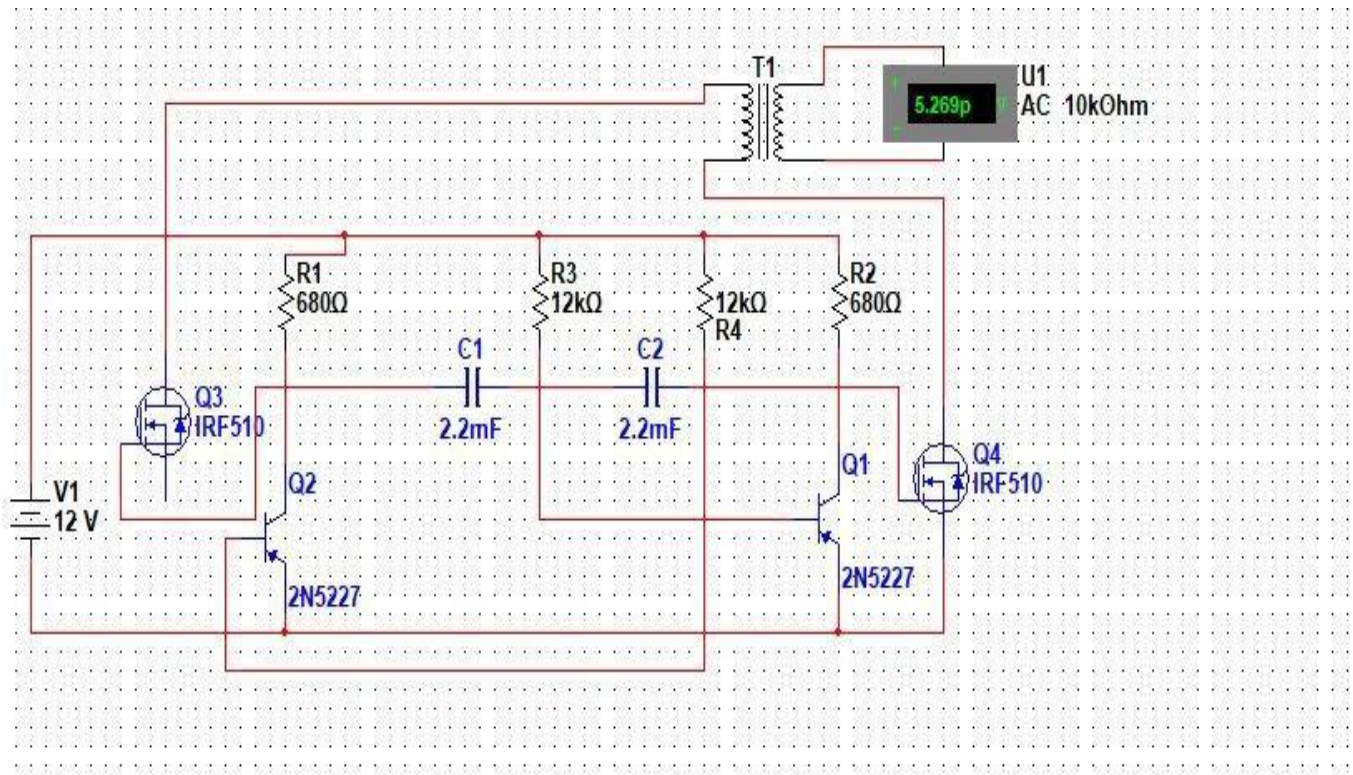 T1
U1
5.269p V
AC 10kOhm
R1
680Ω
R3
12kΩ
12kΩ
R4
R2
680Ω
C1
2.2mF
C2
2.2mF
Q3
IRF510
Q2
2N5227
Q1
2N5227
Q4
IRF510
V1
12 V